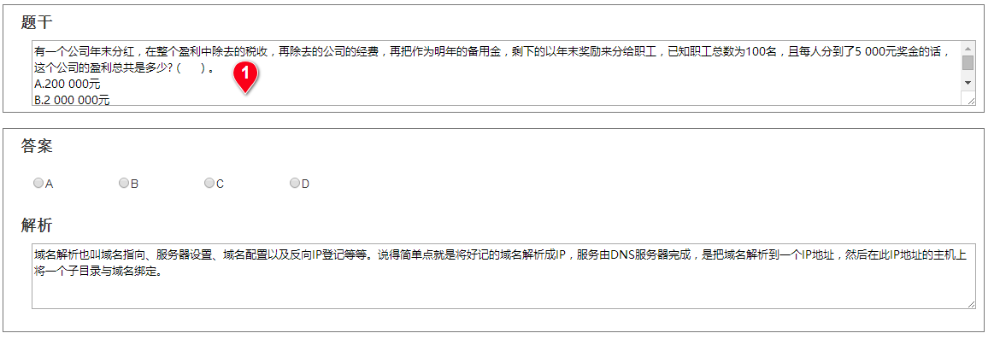 题干
有一个公司年末分红，在整个盈利中除去的税收，再除去的公司的经费，再把作为明年的备用金，剩下的以年末奖励来分给职工，已知职工总数为100名，且每人分到了5 000元奖金的话，
这个公司的盈利总共是多少?（　　）。
A.200 000元
B.2 000 000元
1
答案
A B C D
解析
域名解析也叫域名指向、服务器设置、域名配置以及反向IP登记等等。说得简单点就是将好记的域名解析成IP，服务由DNS服务器完成，是把域名解析到一个IP地址，然后在此IP地址的主机上
将一个子目录与域名绑定。